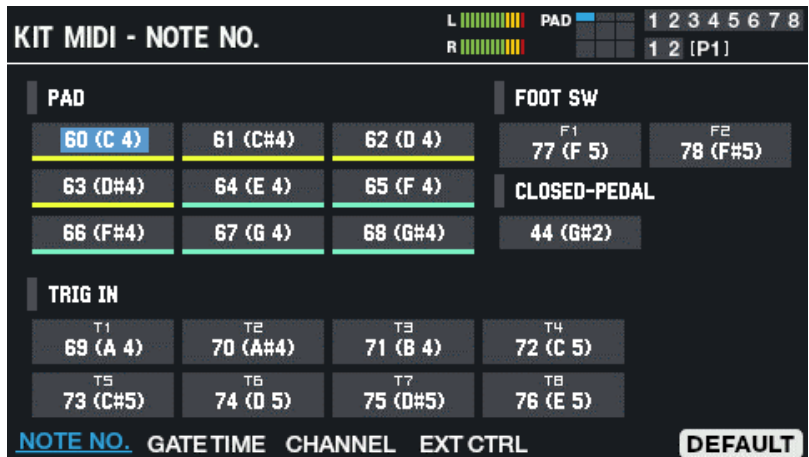 KIT MIDI - NOTE NO.
L
R
PAD
1 2 3 4 5 6 7 8
1 2 [P1]
PAD
60 (C 4) 61 (C#4) 62 (D 4)
63 (D#4) 64 (E 4) 65 (F 4)
66 (F#4) 67 (G 4) 68 (G#4)
FOOT SW
F1 F2
77 (F 5) 78 (F#5)
CLOSED-PEDAL
44 (G#2)
TRIG IN
T1 T2 T3 T4
69 (A 4) 70 (A#4) 71 (B 4) 72 (C 5)
T5 T6 T7 T8
73 (C#5) 74 (D 5) 75 (D#5) 76 (E 5)
NOTE NO. GATE TIME CHANNEL EXT CTRL DEFAULT